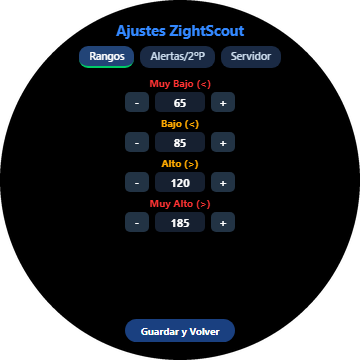 Ajustes ZightScout
Rangos Alertas/2ºP Servidor
Muy Bajo (<)
- 65 +
Bajo (<)
- 85 +
Alto (>)
- 120 +
Muy Alto (>)
- 185 +
Guardar y Volver